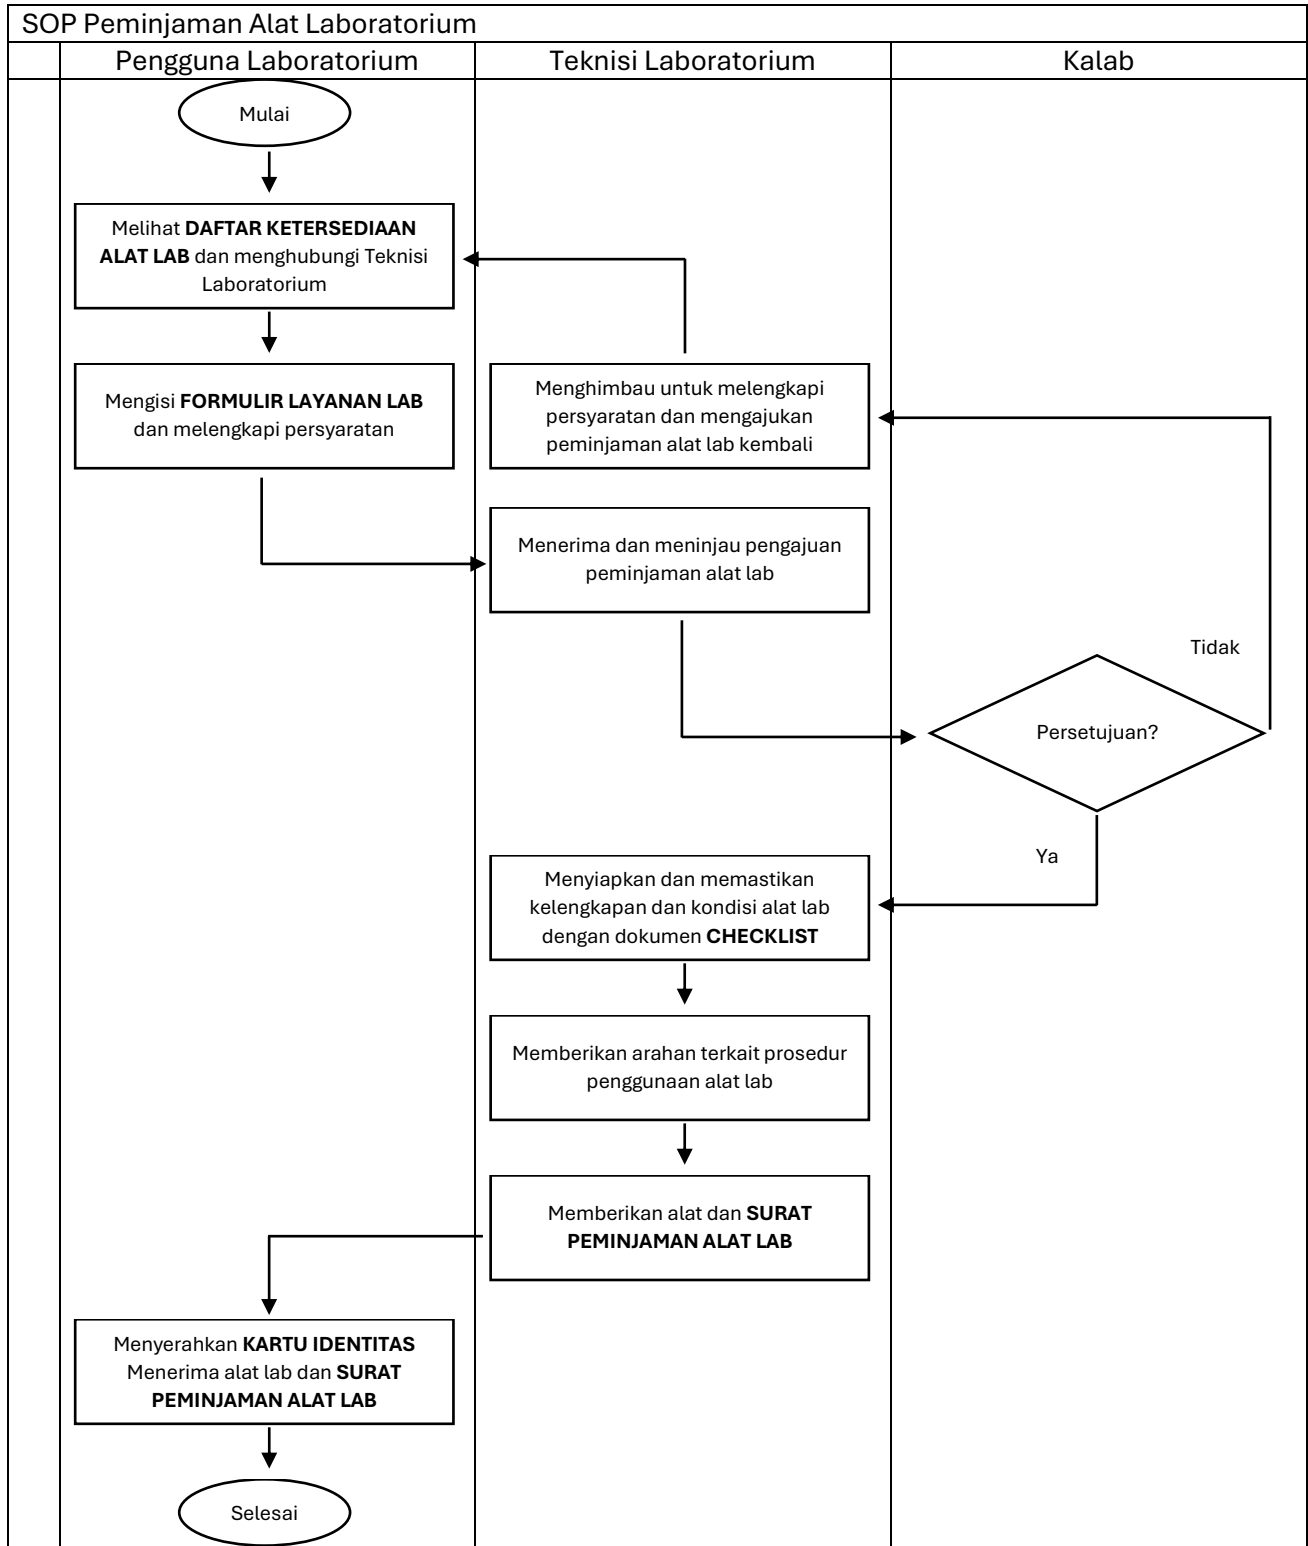 SOP Peminjaman Alat Laboratorium
Pengguna Laboratorium
Teknisi Laboratorium
Kalab
Mulai
Melihat DAFTAR KETERSEDIAAN
ALAT LAB dan menghubungi Teknisi
Laboratorium
Mengisi FORMULIR LAYANAN LAB
dan melengkapi persyaratan
Menghimbau untuk melengkapi
persyaratan dan mengajukan
peminjaman alat lab kembali
Menerima dan meninjau pengajuan
peminjaman alat lab
Tidak
Persetujuan?
Ya
Menyiapkan dan memastikan
kelengkapan dan kondisi alat lab
dengan dokumen CHECKLIST
Memberikan arahan terkait prosedur
penggunaan alat lab
Memberikan alat dan SURAT
PEMINJAMAN ALAT LAB
Menyerahkan KARTU IDENTITAS
Menerima alat lab dan SURAT
PEMINJAMAN ALAT LAB
Selesai